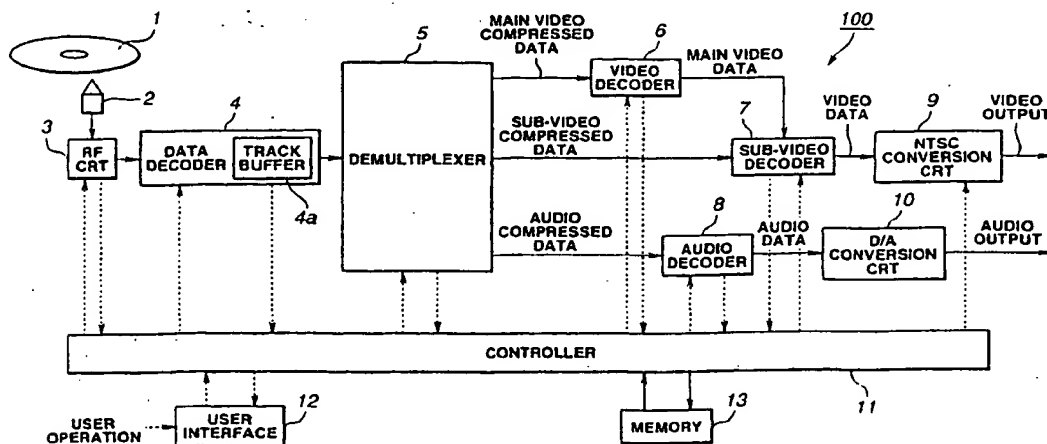 1
2
3
RF
CRT
4
DATA
DECODER
TRACK
BUFFER
4a
5
DEMULTIPLEXER
MAIN VIDEO
COMPRESSED
DATA
6
VIDEO
DECODER
MAIN VIDEO
DATA
100
SUB-VIDEO
COMPRESSED
DATA
7
SUB-VIDEO
DECODER
VIDEO
DATA
9
NTSC
CONVERSION
CRT
VIDEO
OUTPUT
AUDIO
COMPRESSED
DATA
8
AUDIO
DECODER
AUDIO
DATA
10
D/A
CONVERSION
CRT
AUDIO
OUTPUT
CONTROLLER
11
USER
OPERATION
USER
INTERFACE
12
MEMORY
13